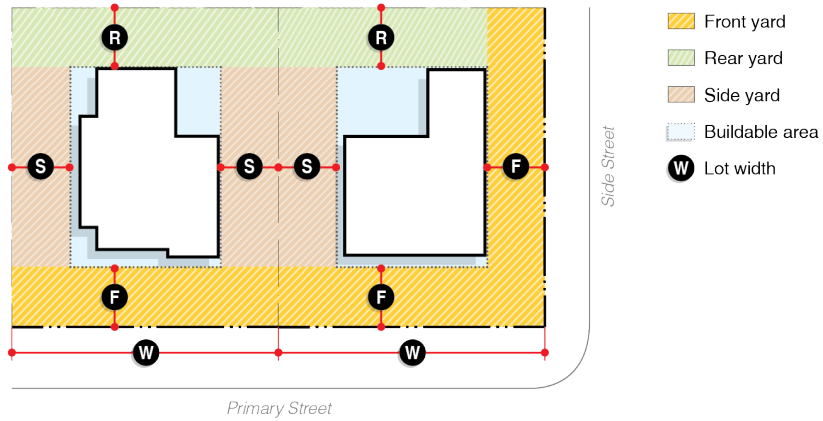 R
R
Front yard
Rear yard
Side yard
Buildable area
W Lot width
S
S
S
F
Side Street
F
F
W
W
Primary Street